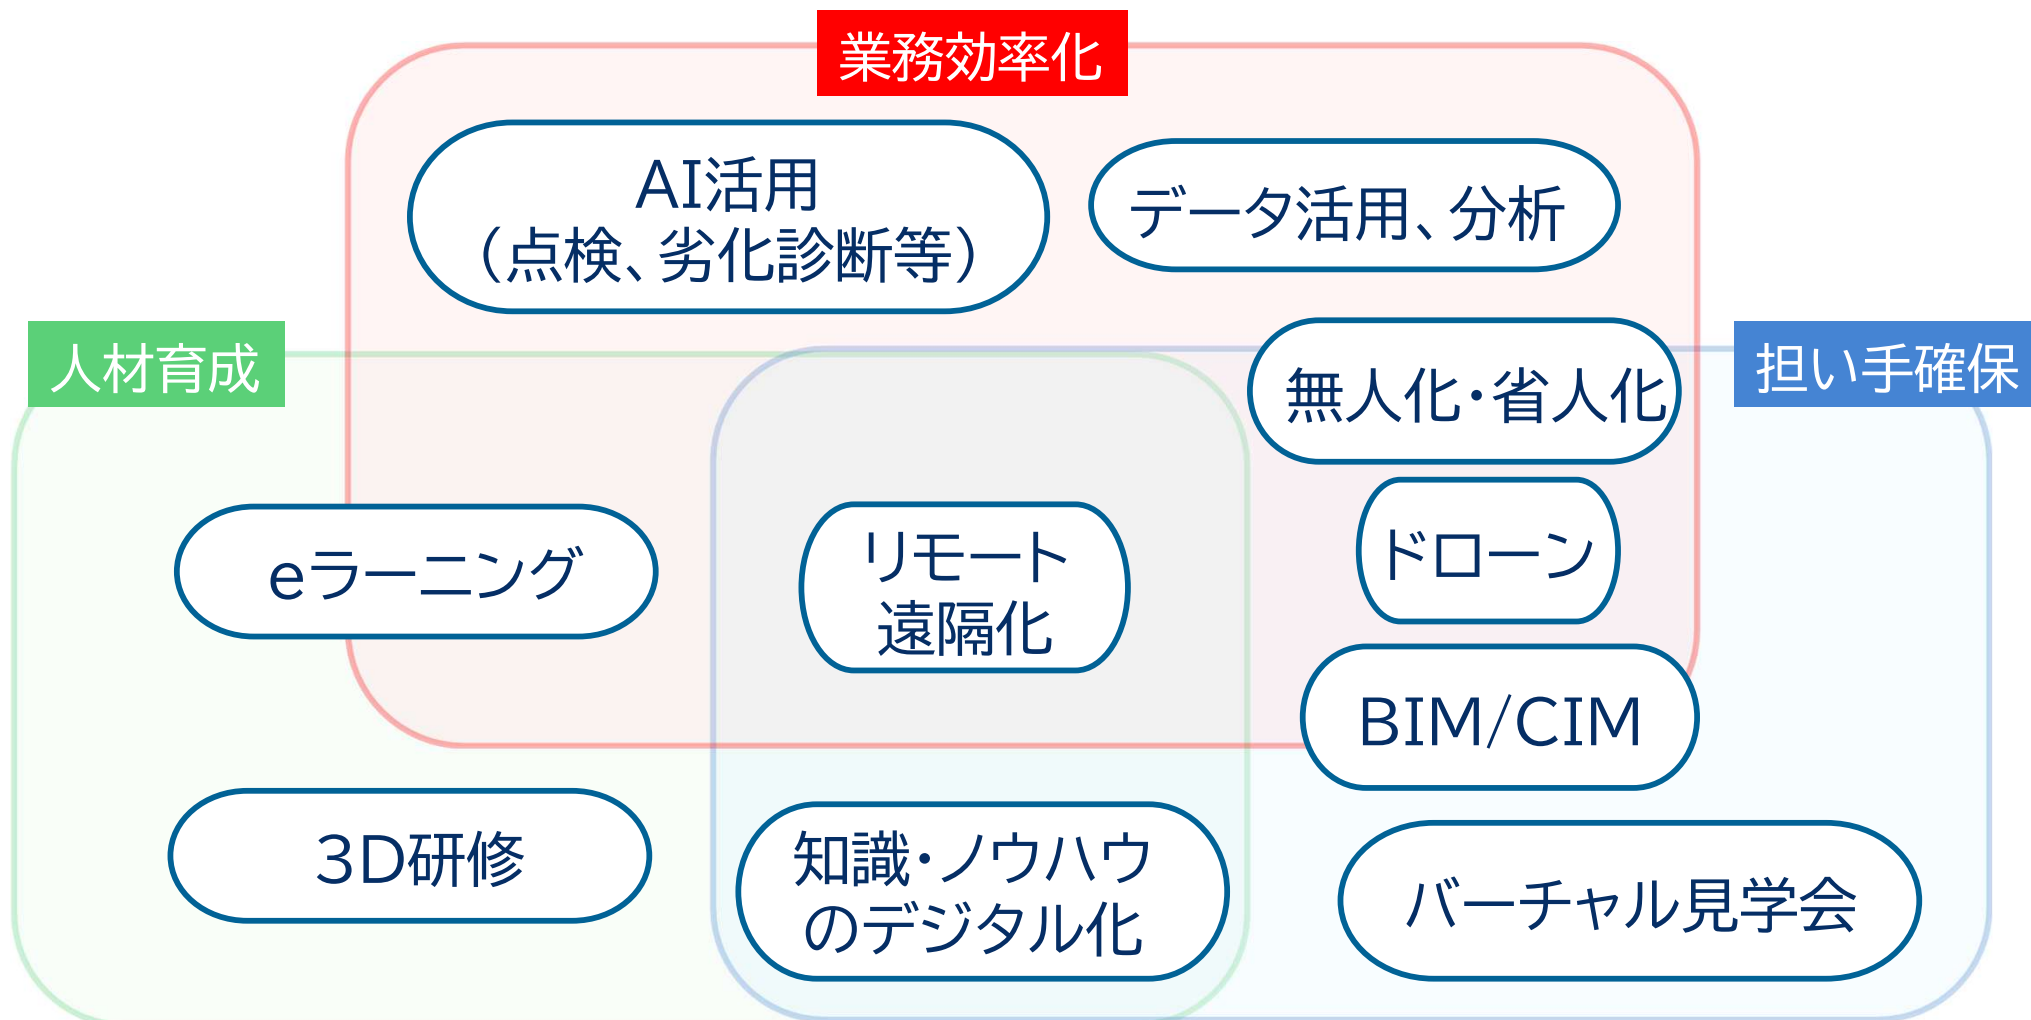 業務効率化
AI活用
（点検、劣化診断等）
データ活用、分析
人材育成
担い手確保
無人化・省人化
eラーニング
リモート
遠隔化
ドローン
BIM/CIM
3D研修
知識・ノウハウ
のデジタル化
バーチャル見学会